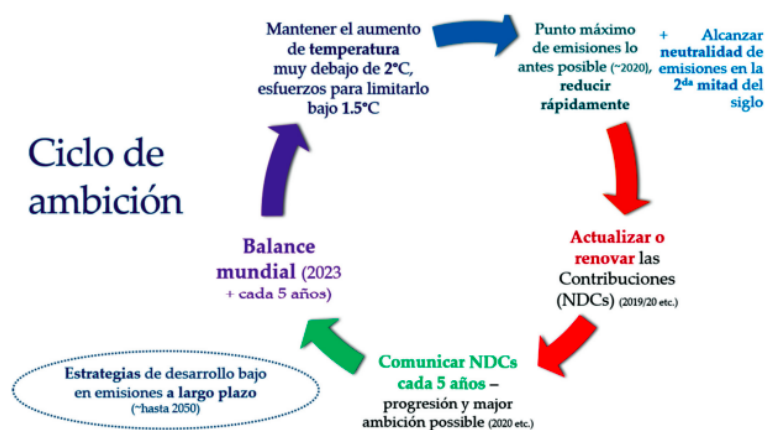 Ciclo de
ambición
Mantener el aumento
de temperatura
muy debajo de 2°C,
esfuerzos para limitarlo
bajo 1.5°C
Punto máximo
de emisiones lo
antes posible (~2020),
reducir
rápidamente
+ Alcanzar
neutralidad de
emisiones en la
2da mitad del
siglo
Actualizar o
renovar las
Contribuciones
(NDCs) (2019/20 etc.)
Comunicar NDCs
cada 5 años –
progresión y major
ambición possible (2020 etc.)
Balance
mundial (2023
+ cada 5 años)
Estrategias de desarrollo bajo
en emisiones a largo plazo
(~hasta 2050)